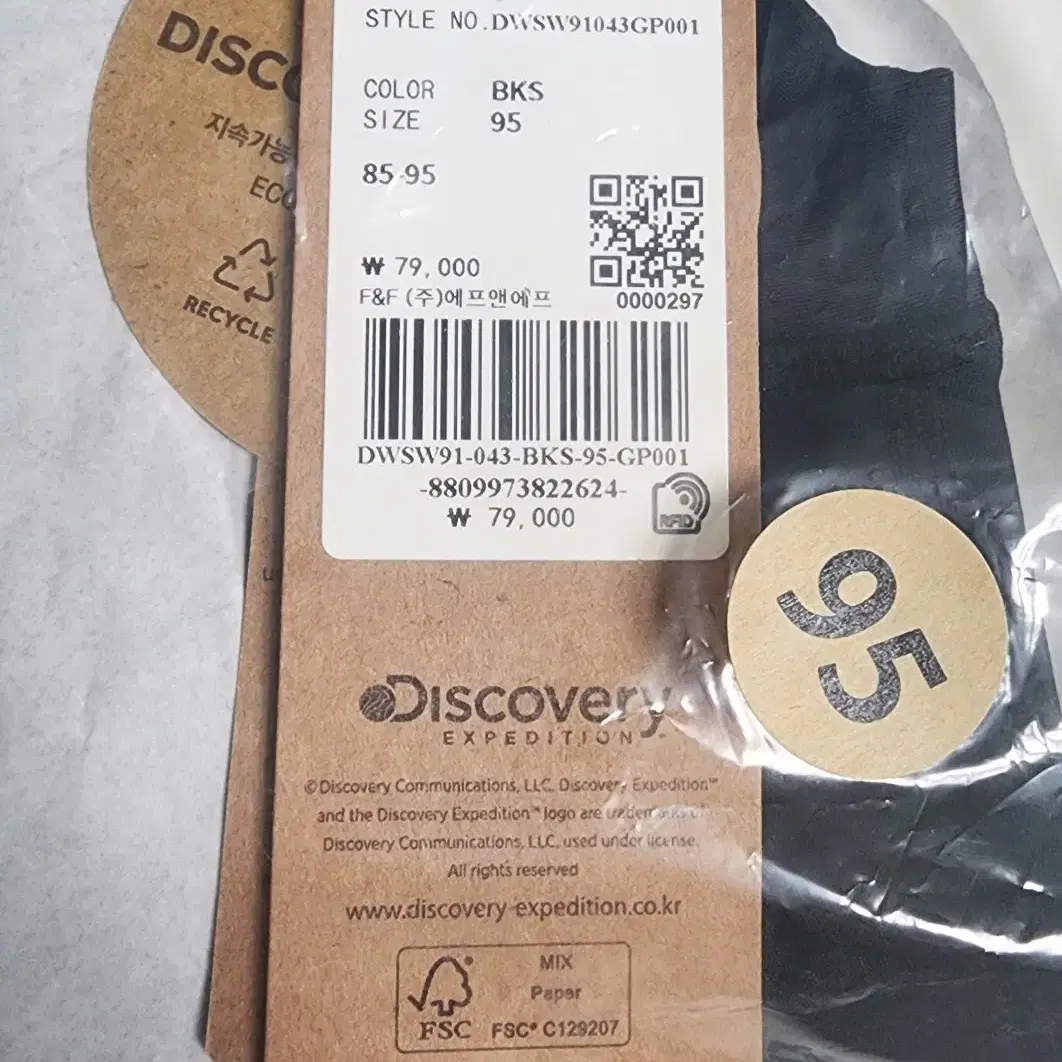 DISCO
지속가능
ECO
RECYCLE
STYLE NO.DWSW91043GP001
COLOR BKS
SIZE 95
85-95
₩ 79,000
F&F (주)에프앤에프
0000297
DWSW91-043-BKS-95-GP001
-8809973822624-
₩ 79,000
RFID
95
Discovery
EXPEDITION™
©Discovery Communications, LLC. Discovery Expedition™
and the Discovery Expedition™ logo are trademarks of
Discovery Communications, LLC, used under license.
All rights reserved
www.discovery-expedition.co.kr
MIX
Paper
FSC FSC® C129207